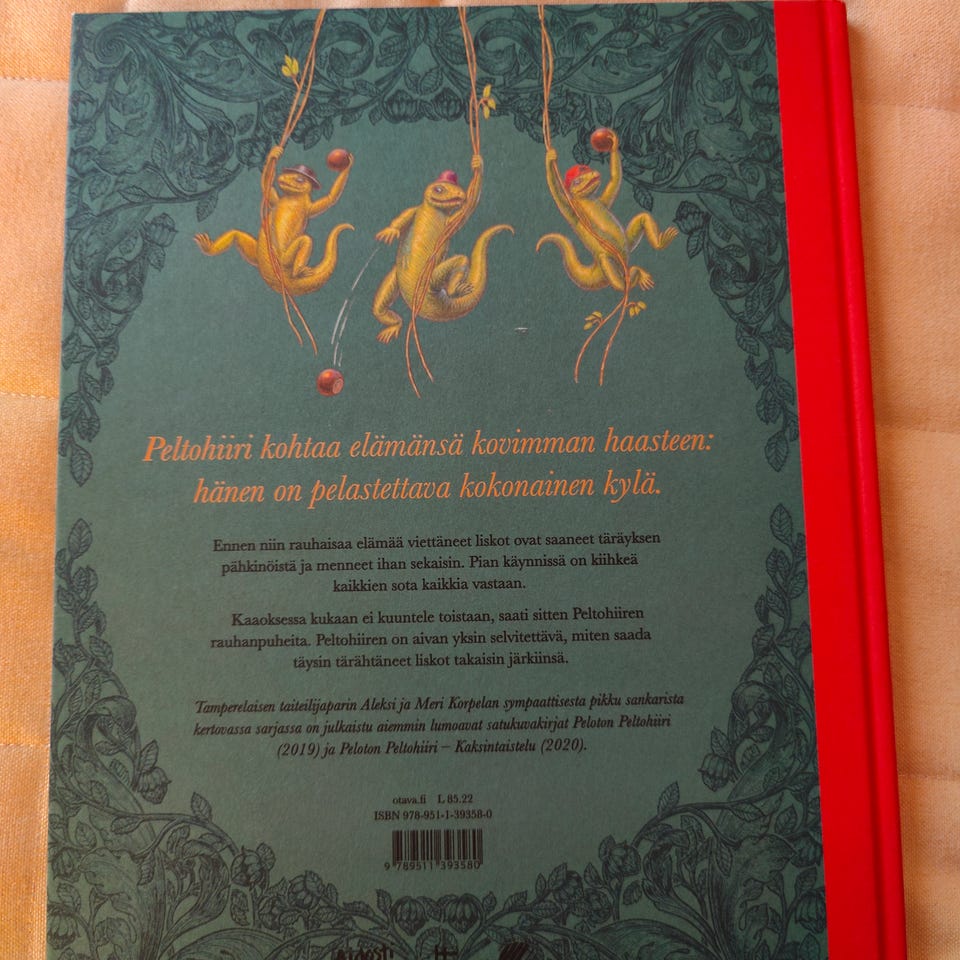 Peltohiiri kohtaa elämänsä kovimman haasteen:
hänen on pelastettava kokonainen kylä.
Ennen niin rauhaisaa elämää viettäneet liskot ovat saaneet täräyksen
pähkinöistä ja menneet ihan sekaisin. Pian käynnissä on kiihkeä
kaikkien sota kaikkia vastaan.
Kaaoksessa kukaan ei kuuntele toistaan, saati sitten Peltohiiren
rauhanpuheita. Peltohiiren on aivan yksin selvitettävä, miten saada
täysin tärähtäneet liskot takaisin järkiinsä.
Tamperelaisen taiteilijaparin Aleksi ja Meri Korpelan sympaattisesta pikku sankarista
kertovassa sarjassa on julkaistu aiemmin lumoavat satukuvakirjat Peloton Peltohiiri
(2019) ja Peloton Peltohiiri – Kaksintaistelu (2020).
otava.fi L 85.22
ISBN 978-951-1-39358-0
9 789511 393580